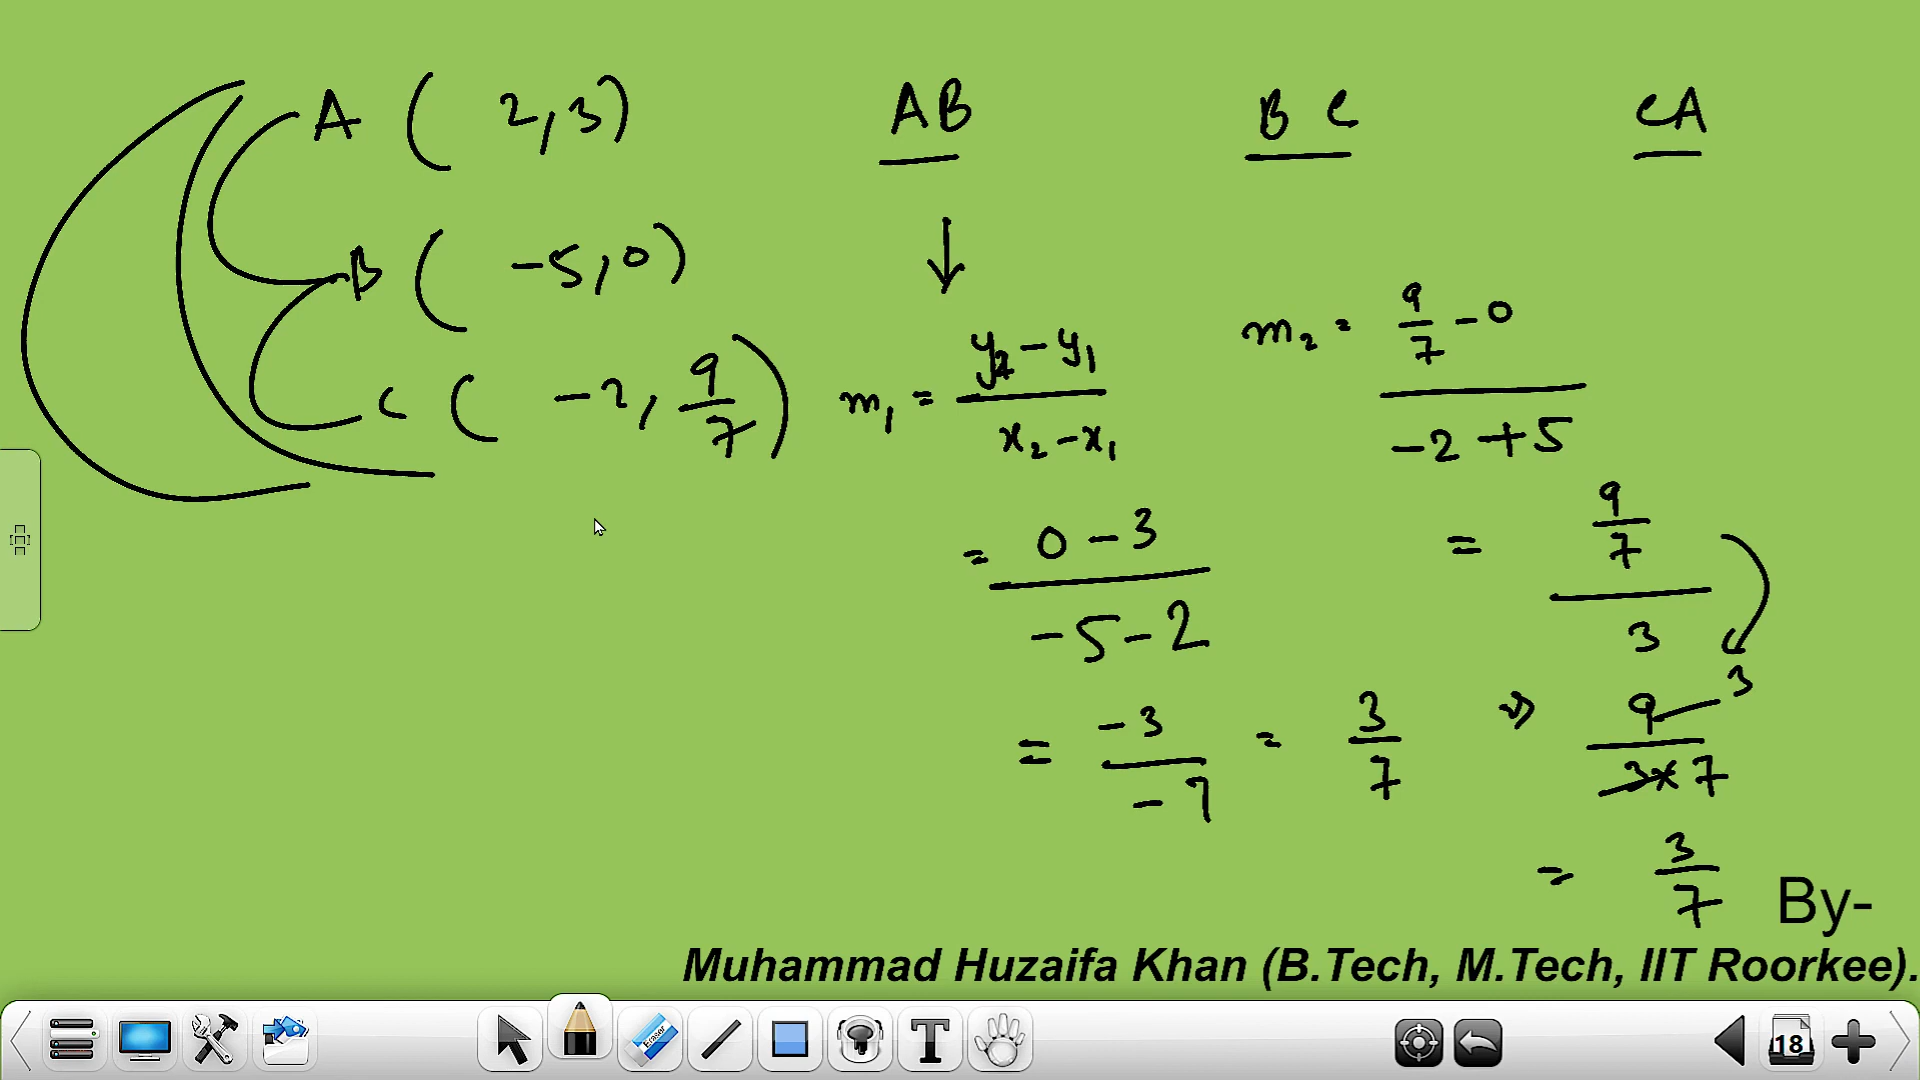 A ( 2,3)
B ( -5,0)
C ( -2, 9/7 )
AB
↓
m₁ = y₂-y₁ / x₂-x₁
= 0-3 / -5-2
= -3 / -7 = 3/7
BC
m₂ = 9/7 - 0 / -2+5
= 9/7 / 3
⇒ 9 / 3×7 3
= 3/7
CA
By-
Muhammad Huzaifa Khan (B.Tech, M.Tech, IIT Roorkee).
Eraser
T
18